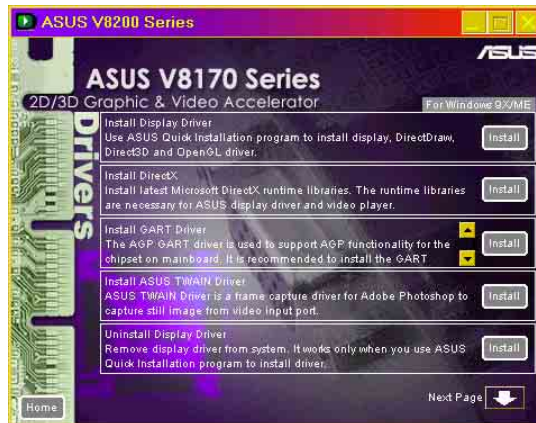 ASUS V8200 Series
ASUS
ASUS V8170 Series
2D/3D Graphic & Video Accelerator
For Windows 9X/ME
Drivers
Install Display Driver
Use ASUS Quick Installation program to install display, DirectDraw,
Direct3D and OpenGL driver.
Install
Install DirectX
Install latest Microsoft DirectX runtime libraries. The runtime libraries
are necessary for ASUS display driver and video player.
Install
Install GART Driver
The AGP GART driver is used to support AGP functionality for the
chipset on mainboard. It is recommended to install the GART
Install
Install ASUS TWAIN Driver
ASUS TWAIN Driver is a frame capture driver for Adobe Photoshop to
capture still image from video input port.
Install
Uninstall Display Driver
Remove display driver from system. It works only when you use ASUS
Quick Installation program to install driver.
Install
Next Page
Home